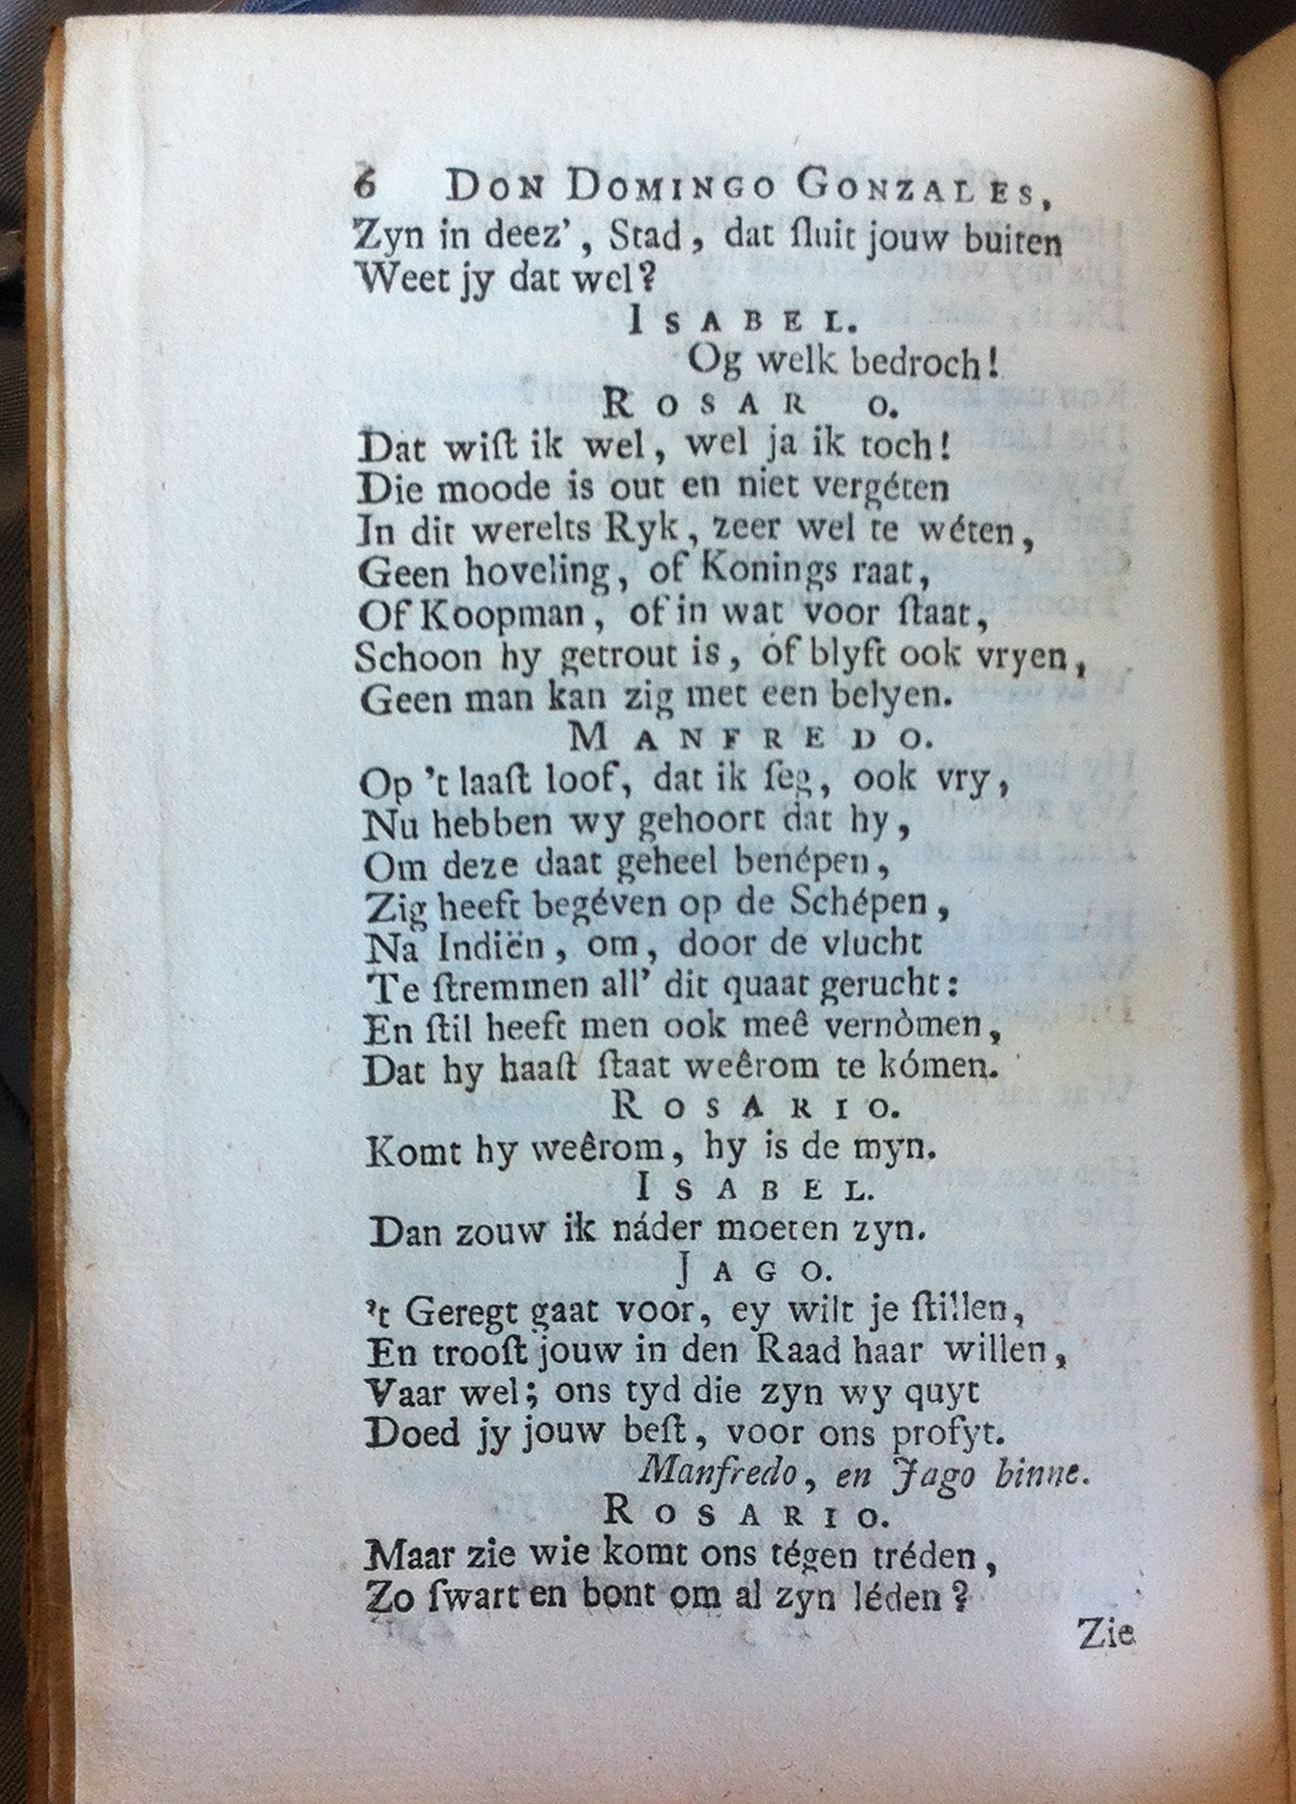 6 DON DOMINGO GONZALES,
Zyn in deez', Stad, dat ſluit jouw buiten
Weet jy dat wel?
ISABEL.
Og welk bedroch!
ROSAR O.
Dat wiſt ik wel, wel ja ik toch!
Die moode is out en niet vergéten
In dit werelts Ryk, zeer wel te wéten,
Geen hoveling, of Konings raat,
Of Koopman, of in wat voor ſtaat,
Schoon hy getrout is, óf blyft ook vryen,
Geen man kan zig met een belyen.
MANFREDO.
Op 't laaſt loof, dat ik ſeg, ook vry,
Nu hebben wy gehoort dat hy,
Om deze daat geheel benépen,
Zig heeft begéven op de Schépen,
Na Indiën, om, door de vlucht
Te ſtremmen all' dit quaat gerucht:
En ſtil heeft men ook meê vernòmen,
Dat hy haaſt ſtaat weêrom te kómen.
ROSARIO.
Komt hy weêrom, hy is de myn.
ISABEL.
Dan zouw ik náder moeten zyn.
JAGO.
't Geregt gaat voor, ey wilt je ſtillen,
En trooſt jouw in den Raad haar willen,
Vaar wel; ons tyd die zyn wy quyt
Doed jy jouw beſt, voor ons profyt.
Manfredo, en Jago binne.
ROSARIO.
Maar zie wie komt ons tégen tréden,
Zo ſwart en bont om al zyn léden?
Zie